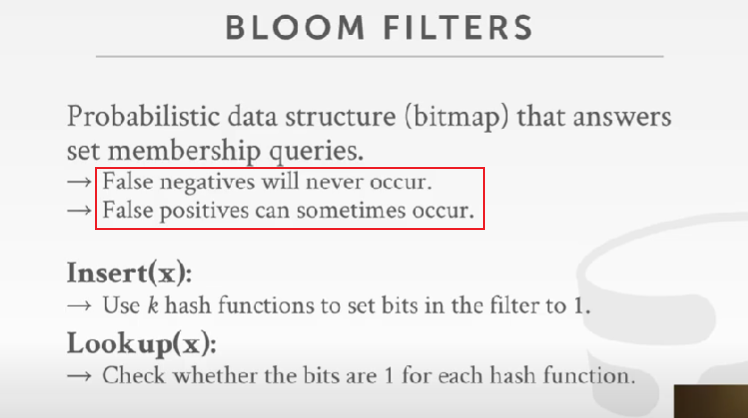 BLOOM FILTERS
Probabilistic data structure (bitmap) that answers
set membership queries.
→ False negatives will never occur.
→ False positives can sometimes occur.
Insert(x):
→ Use k hash functions to set bits in the filter to 1.
Lookup(x):
→ Check whether the bits are 1 for each hash function.